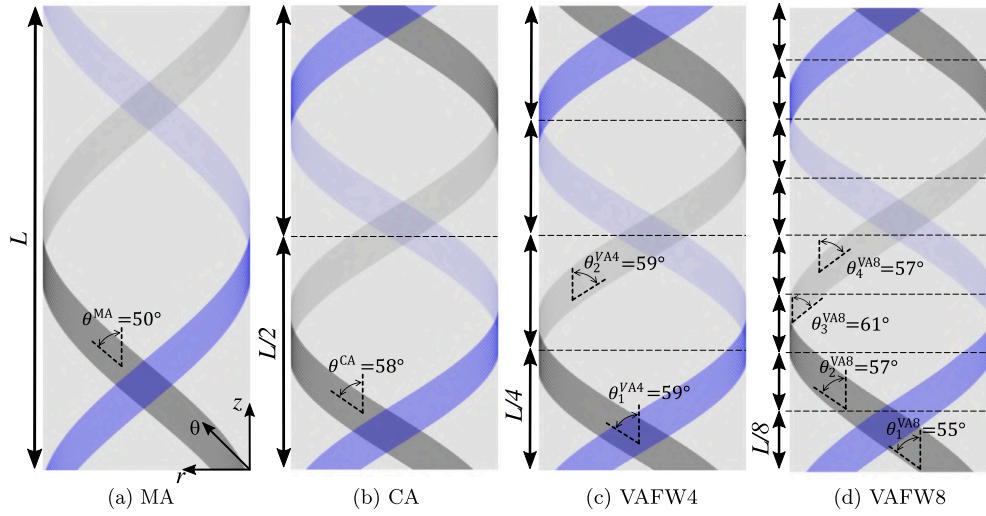 L
θ^MA=50°
θ
z
r
(a) MA
L/2
θ^CA=58°
(b) CA
θ_2^VA4=59°
L/4
θ_1^VA4=59°
(c) VAFW4
θ_4^VA8=57°
θ_3^VA8=61°
θ_2^VA8=57°
L/8
θ_1^VA8=55°
(d) VAFW8